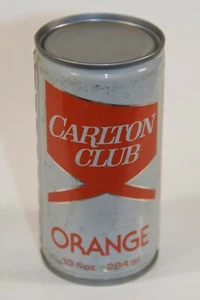 CARLTON
CLUB
ORANGE
10 fl oz 284 ml